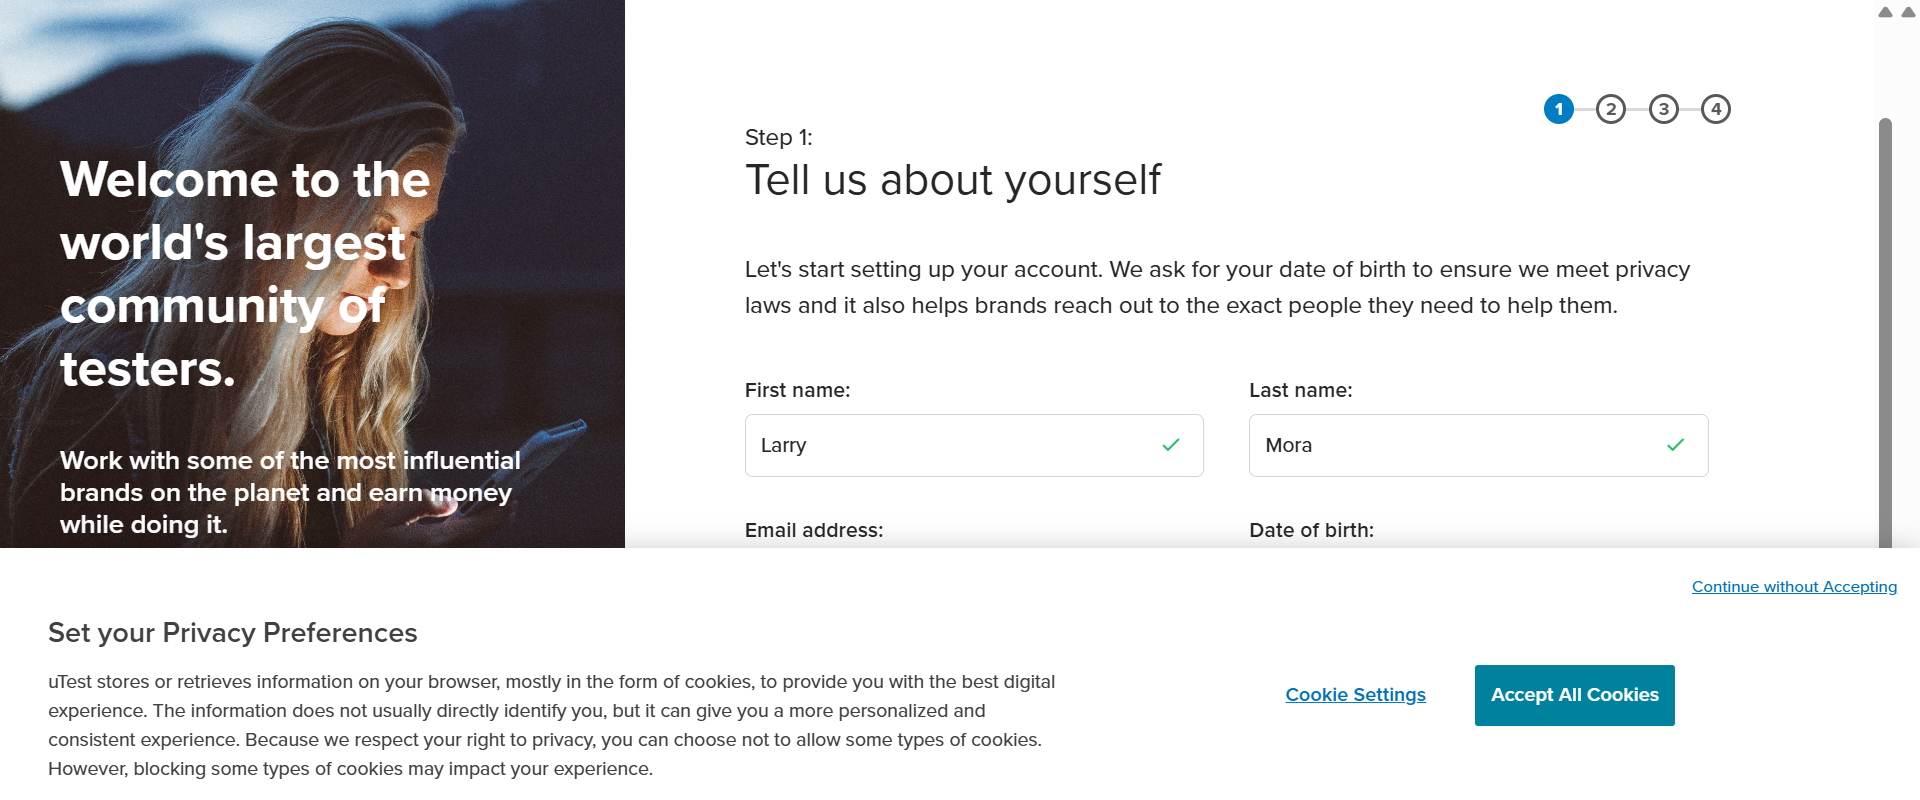 Welcome to the
world's largest
community of
testers.
Work with some of the most influential
brands on the planet and earn money
while doing it.
1 2 3 4
Step 1:
Tell us about yourself
Let's start setting up your account. We ask for your date of birth to ensure we meet privacy
laws and it also helps brands reach out to the exact people they need to help them.
First name:
Last name:
Larry
Mora
Email address:
Date of birth:
Continue without Accepting
Set your Privacy Preferences
uTest stores or retrieves information on your browser, mostly in the form of cookies, to provide you with the best digital
experience. The information does not usually directly identify you, but it can give you a more personalized and
consistent experience. Because we respect your right to privacy, you can choose not to allow some types of cookies.
However, blocking some types of cookies may impact your experience.
Cookie Settings
Accept All Cookies